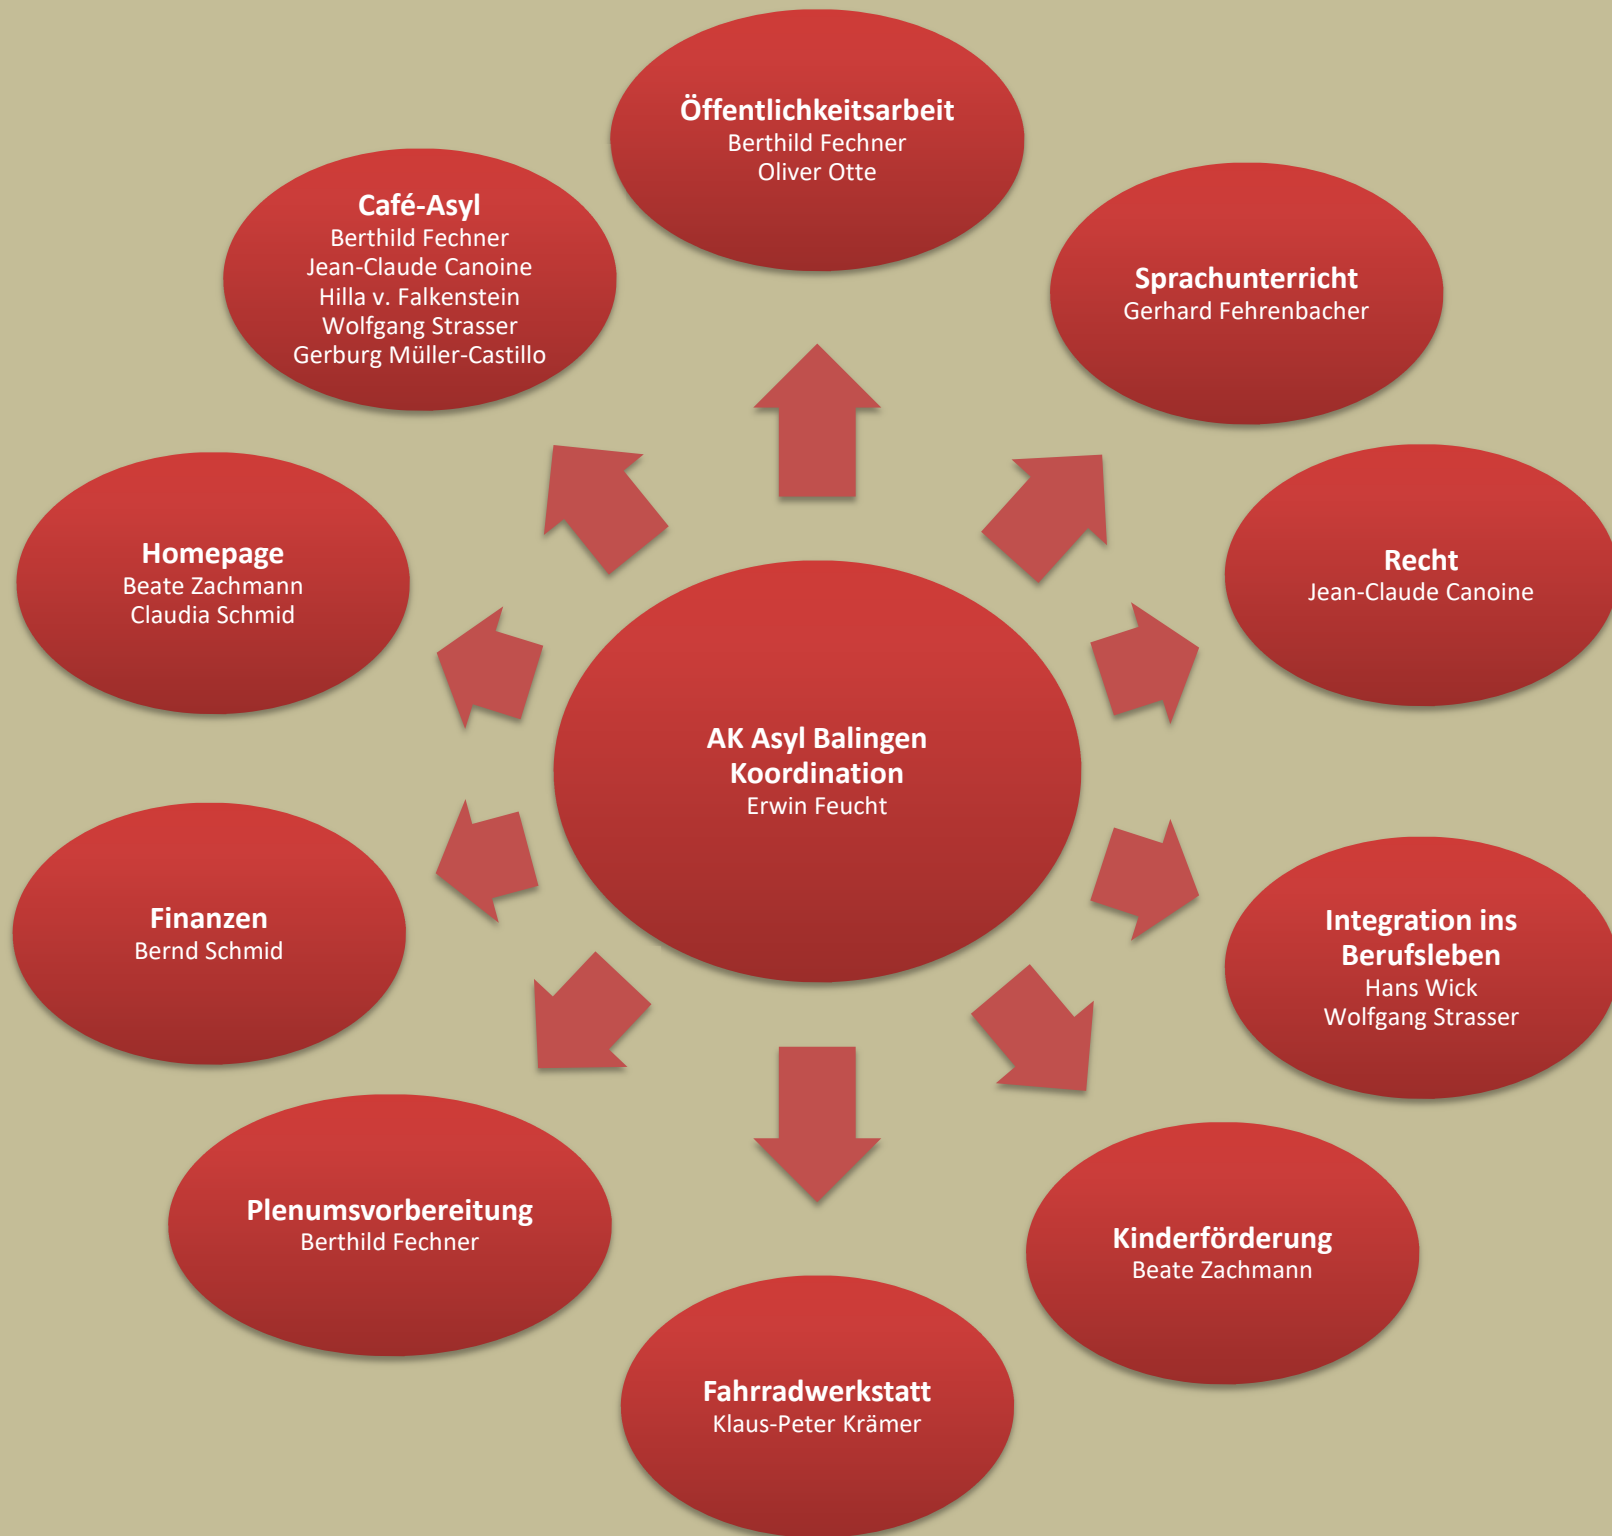 Öffentlichkeitsarbeit
Berthild Fechner
Oliver Otte
Café-Asyl
Berthild Fechner
Jean-Claude Canoine
Hilla v. Falkenstein
Wolfgang Strasser
Gerburg Müller-Castillo
Sprachunterricht
Gerhard Fehrenbacher
Homepage
Beate Zachmann
Claudia Schmid
Recht
Jean-Claude Canoine
AK Asyl Balingen
Koordination
Erwin Feucht
Finanzen
Bernd Schmid
Integration ins
Berufsleben
Hans Wick
Wolfgang Strasser
Plenumsvorbereitung
Berthild Fechner
Kinderförderung
Beate Zachmann
Fahrradwerkstatt
Klaus-Peter Krämer